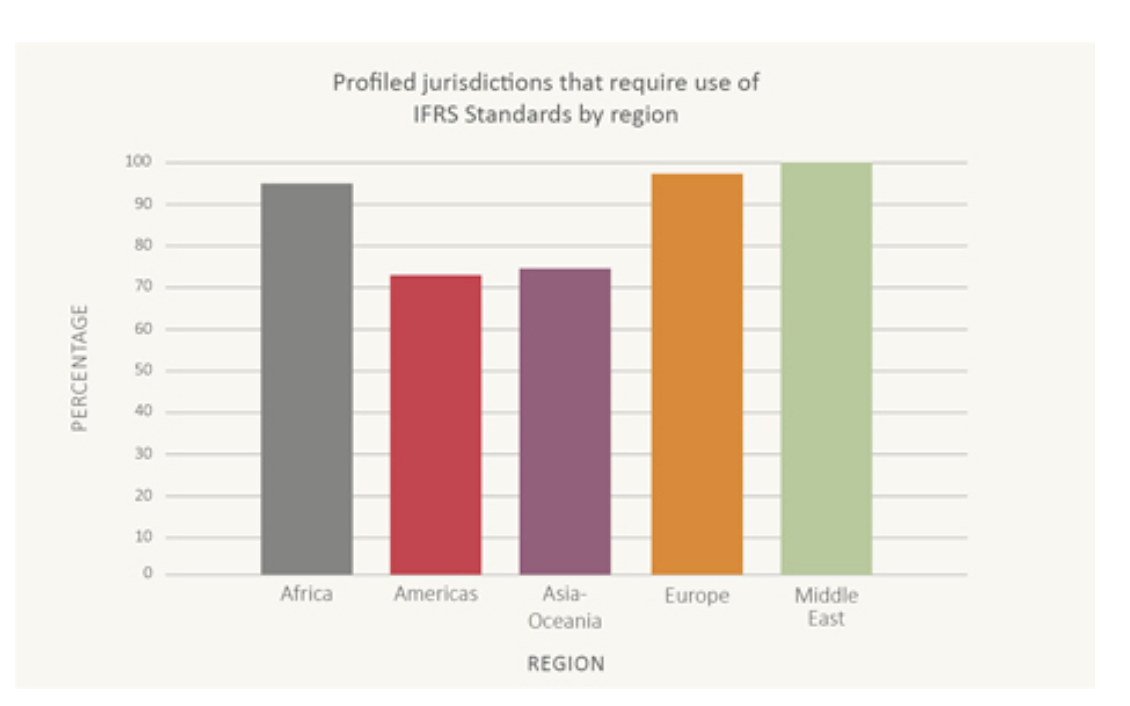 Profiled jurisdictions that require use of
IFRS Standards by region
100
90
80
70
60
50
40
30
20
10
0
PERCENTAGE
Africa
Americas
Asia-
Oceania
Europe
Middle
East
REGION